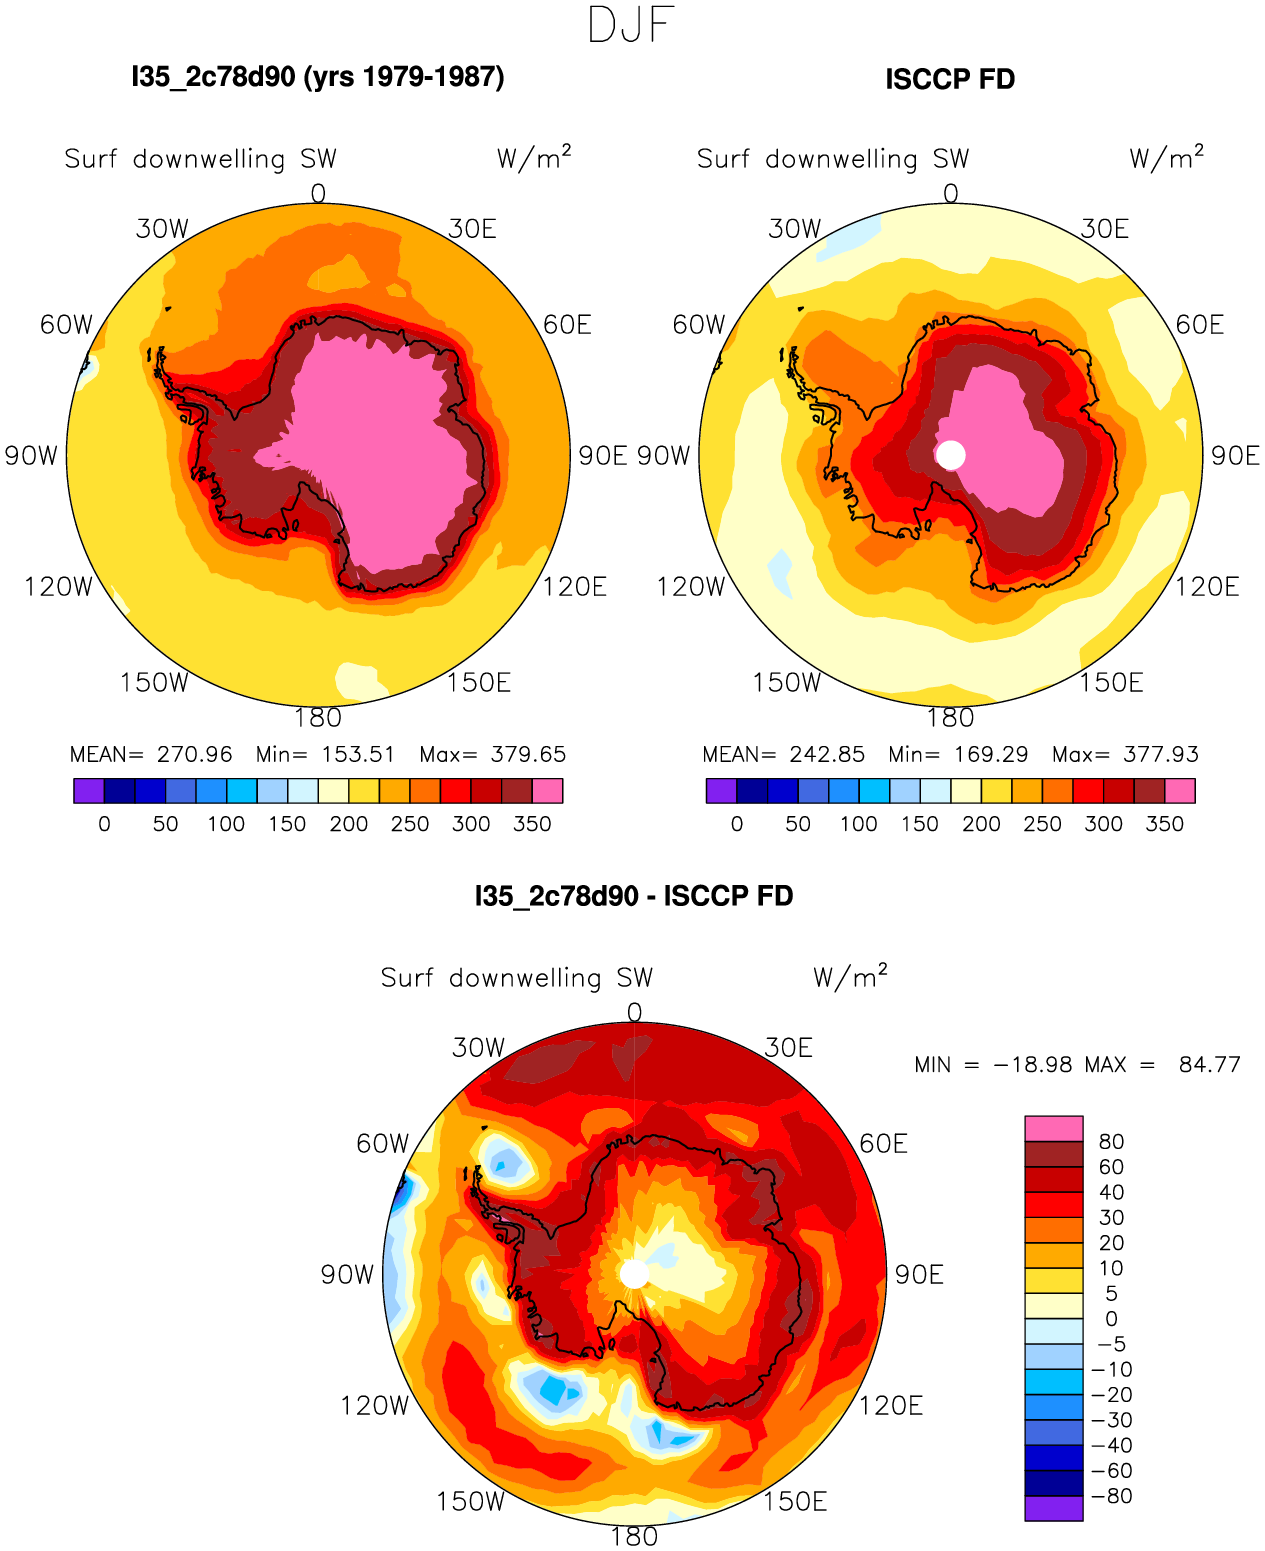 DJF
I35_2c78d90 (yrs 1979-1987)
Surf downwelling SW W/m²
0
30W 30E
60W 60E
90W 90E
120W 120E
150W 150E
180
MEAN= 270.96 Min= 153.51 Max= 379.65
0 50 100 150 200 250 300 350
ISCCP FD
Surf downwelling SW W/m²
0
30W 30E
60W 60E
90W 90E
120W 120E
150W 150E
180
MEAN= 242.85 Min= 169.29 Max= 377.93
0 50 100 150 200 250 300 350
I35_2c78d90 - ISCCP FD
Surf downwelling SW W/m²
0
30W 30E
60W 60E
90W 90E
120W 120E
150W 150E
180
MIN = −18.98 MAX = 84.77
80
60
40
30
20
10
5
0
−5
−10
−20
−30
−40
−60
−80